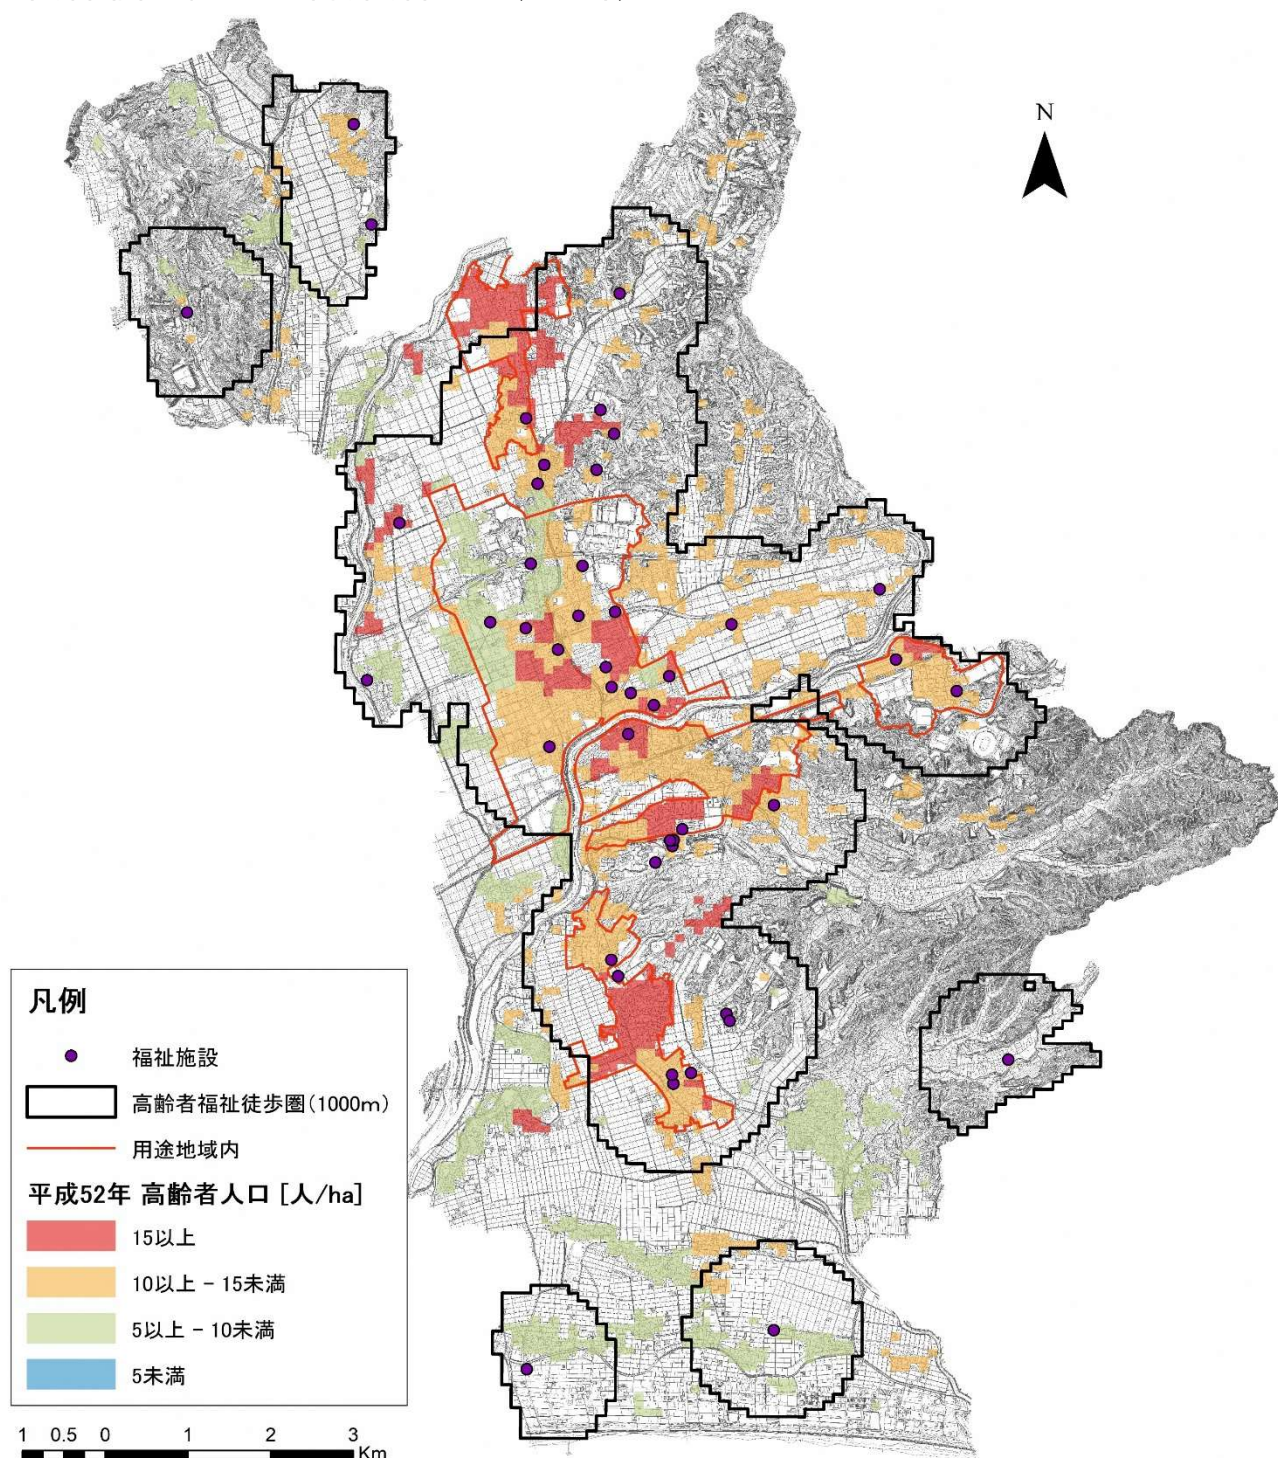 N
凡例
福祉施設
高齢者福祉徒歩圏(1000m)
用途地域内
平成52年 高齢者人口 [人/ha]
15以上
10以上 - 15未満
5以上 - 10未満
5未満
1 0.5 0 1 2 3
Km